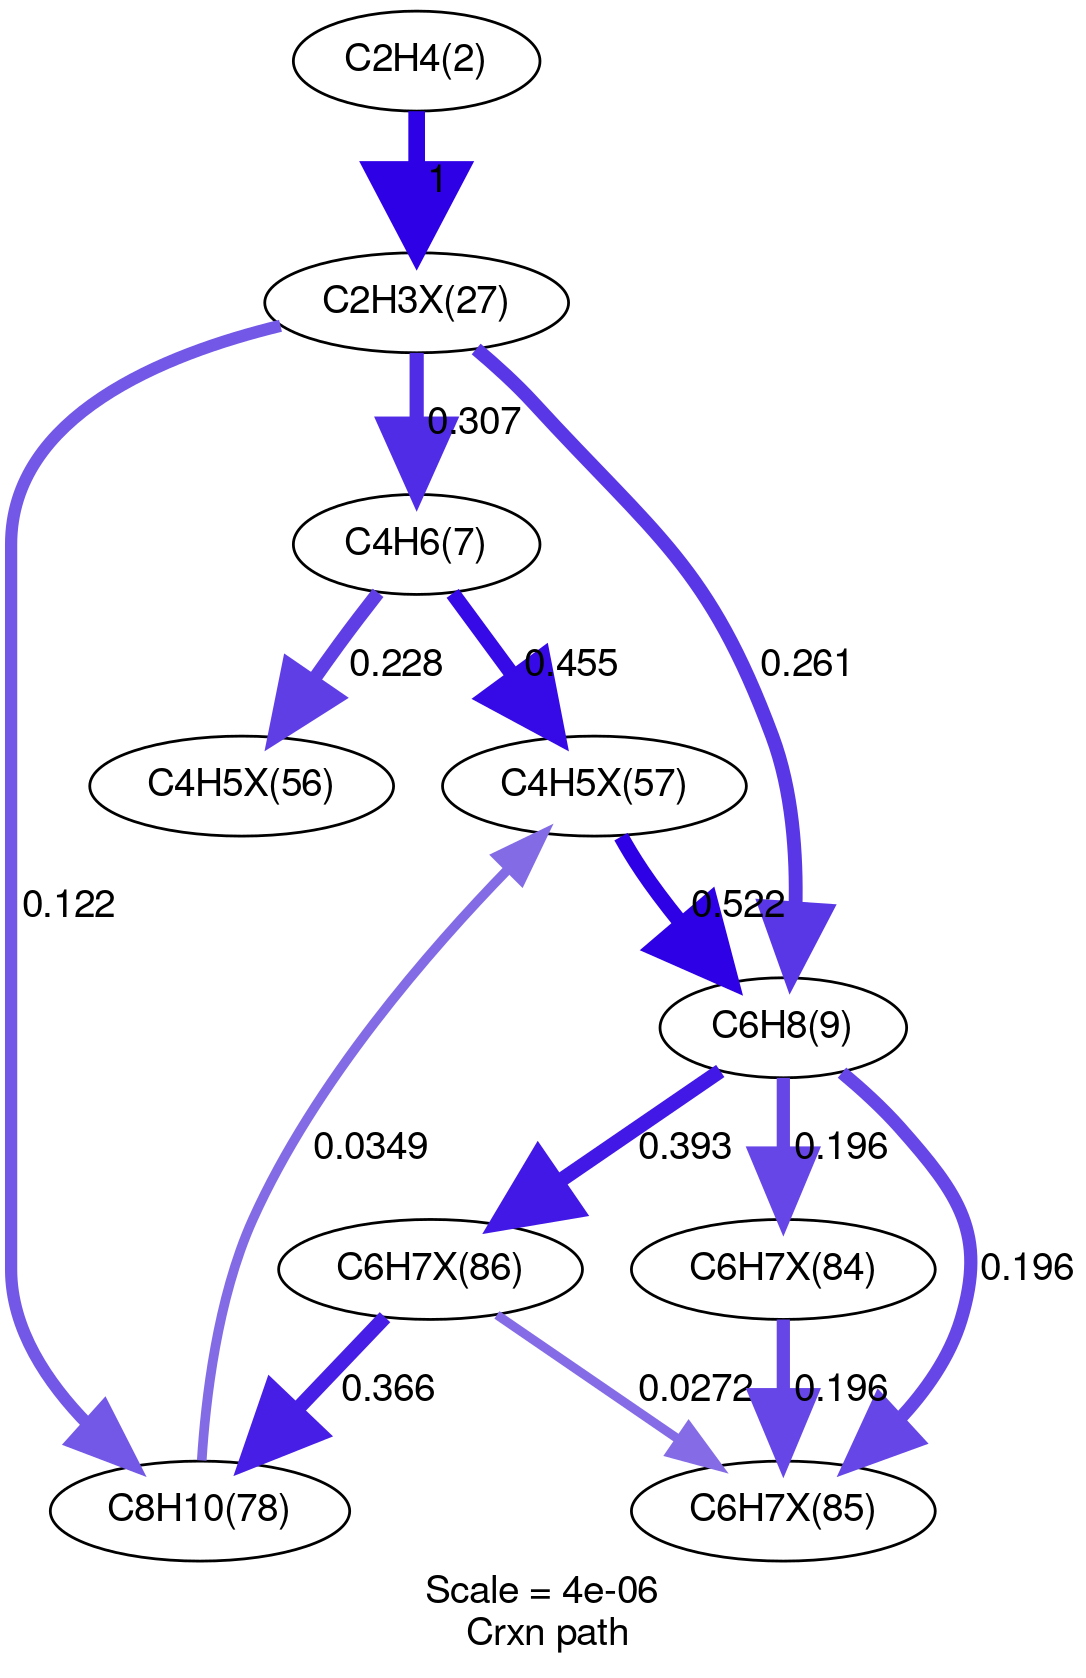 C2H4(2)
1
C2H3X(27)
0.307
C4H6(7)
0.228
0.455
0.261
C4H5X(56)
C4H5X(57)
0.122
0.522
C6H8(9)
0.0349
0.393
0.196
C6H7X(86)
C6H7X(84)
0.196
0.366
0.0272
0.196
C8H10(78)
C6H7X(85)
Scale = 4e-06
Crxn path